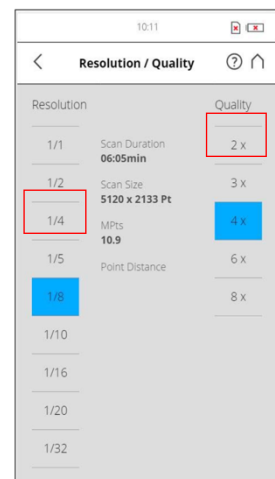 10:11
Resolution / Quality
Resolution
Quality
1/1
1/2
1/4
1/5
1/8
1/10
1/16
1/20
1/32
Scan Duration
06:05min
Scan Size
5120 x 2133 Pt
MPts
10.9
Point Distance
2 x
3 x
4 x
6 x
8 x